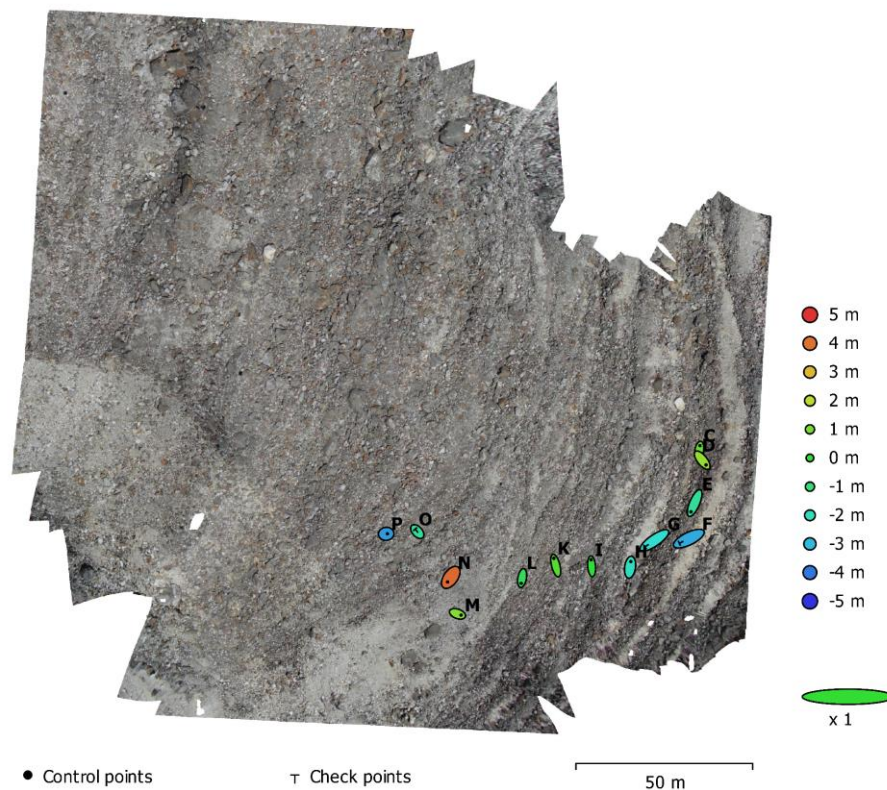 C
D
E
F
G
H
I
K
L
M
N
O
P
5 m
4 m
3 m
2 m
1 m
0 m
-1 m
-2 m
-3 m
-4 m
-5 m
x 1
Control points
Check points
50 m